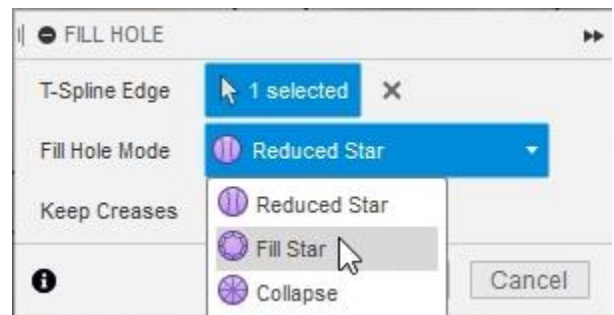 FILL HOLE
T-Spline Edge 1 selected
Fill Hole Mode Reduced Star
Keep Creases Reduced Star
Fill Star
Collapse
Cancel